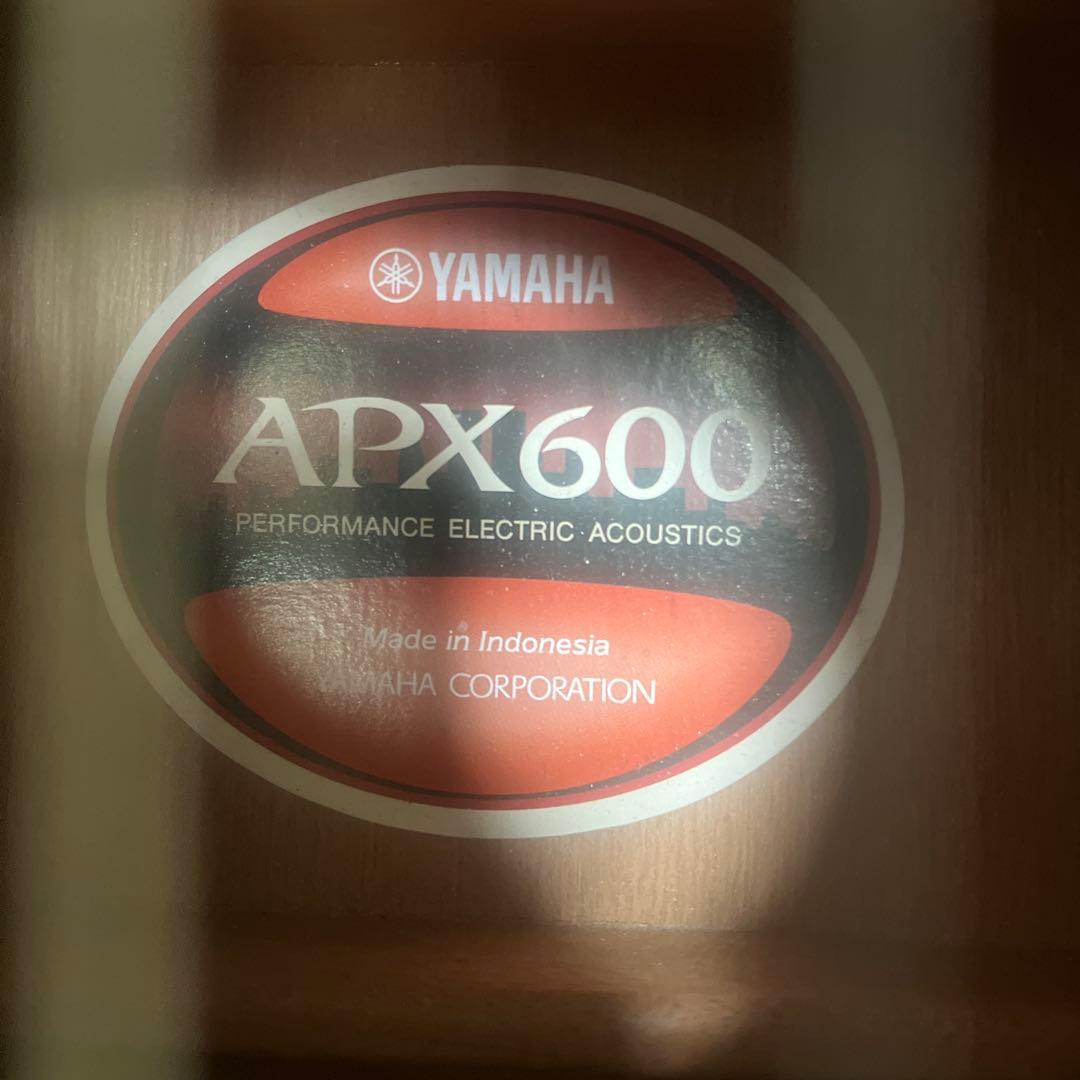 YAMAHA
APX600
PERFORMANCE ELECTRIC ACOUSTICS
Made in Indonesia
YAMAHA CORPORATION